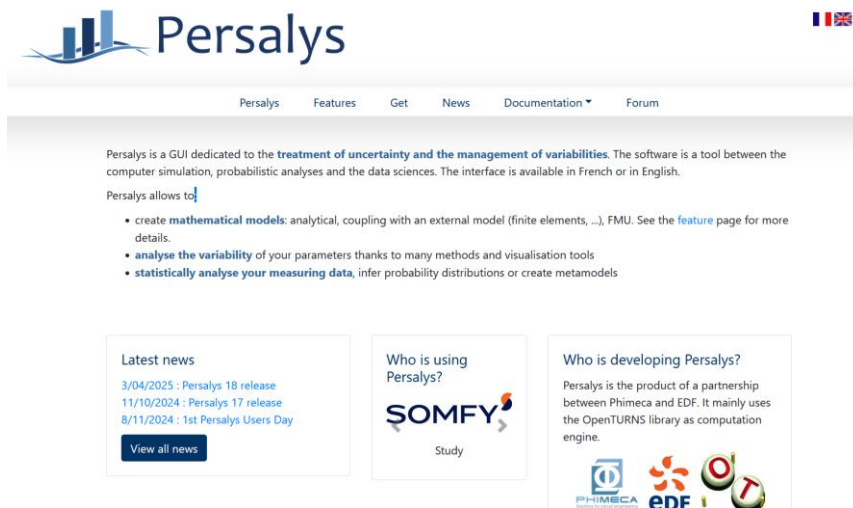 Persalys
Persalys Features Get News Documentation Forum
Persalys is a GUI dedicated to the treatment of uncertainty and the management of variabilities. The software is a tool between the
computer simulation, probabilistic analyses and the data sciences. The interface is available in French or in English.
Persalys allows to:
• create mathematical models: analytical, coupling with an external model (finite elements, ...), FMU. See the feature page for more
details.
• analyse the variability of your parameters thanks to many methods and visualisation tools
• statistically analyse your measuring data, infer probability distributions or create metamodels
Latest news
3/04/2025 : Persalys 18 release
11/10/2024 : Persalys 17 release
8/11/2024 : 1st Persalys Users Day
View all news
Who is using
Persalys?
SOMFY
Study
Who is developing Persalys?
Persalys is the product of a partnership
between Phimeca and EDF. It mainly uses
the OpenTURNS library as computation
engine.
PHIMECA
eDF
OT